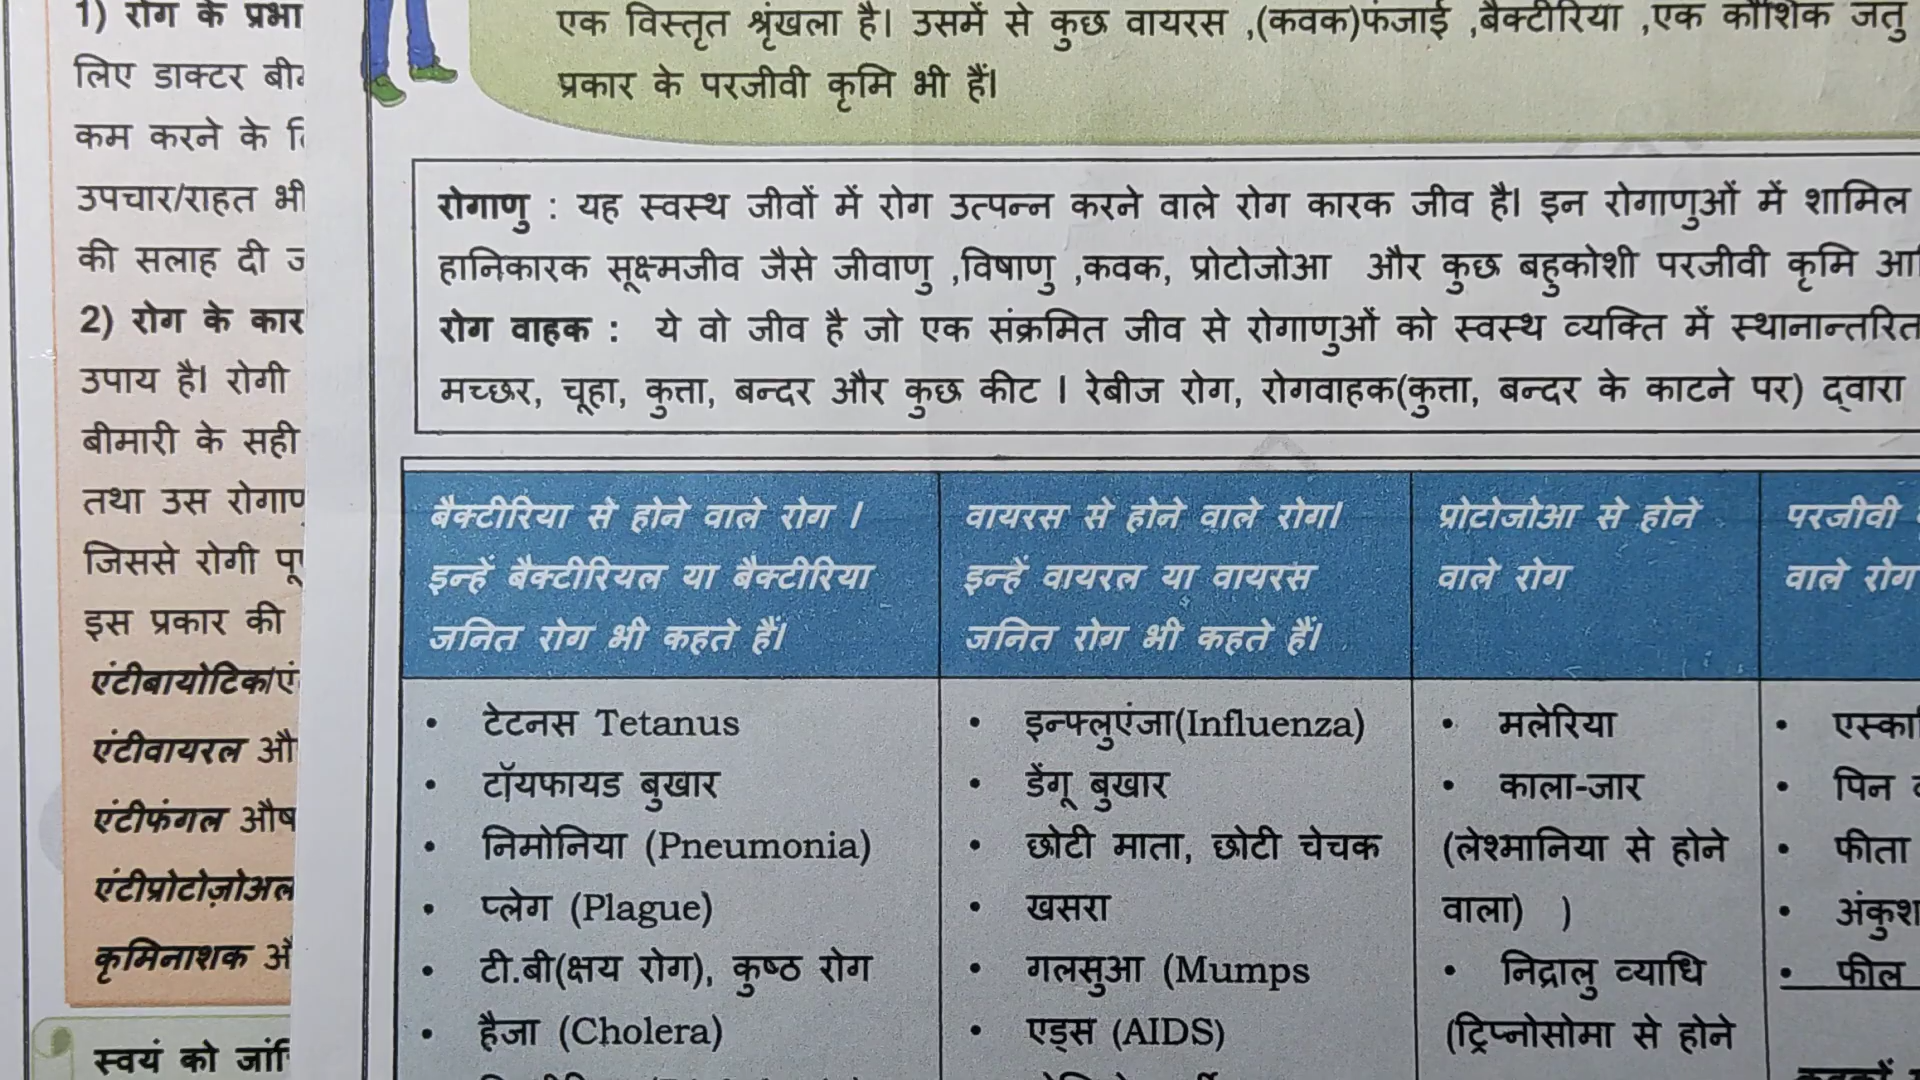 1) रोग के
लिए डाक्टर
कम करने के
उपचार/राहत भी
की सलाह दी
2) रोग के
उपाय है। रोगी
बीमारी के सही
तथा उस
जिससे रोगी
इस प्रकार की
एंटीबायोटिक/
एंटीवायरल
एंटीफंगल
एंटीप्रोटोज़ोअल
कृमिनाशक
स्वयं को
एक विस्तृत श्रृंखला है। उसमें से कुछ वायरस ,(कवक)फंजाई ,बैक्टीरिया ,एक कौशिक जंतु
प्रकार के परजीवी कृमि भी हैं।
रोगाणु : यह स्वस्थ जीवों में रोग उत्पन्न करने वाले रोग कारक जीव है। इन रोगाणुओं में शामिल
हानिकारक सूक्ष्मजीव जैसे जीवाणु ,विषाणु ,कवक, प्रोटोजोआ और कुछ बहुकोशी परजीवी कृमि
रोग वाहक : ये वो जीव है जो एक संक्रमित जीव से रोगाणुओं को स्वस्थ व्यक्ति में स्थानान्तरित
मच्छर, चूहा, कुत्ता, बन्दर और कुछ कीट । रेबीज रोग, रोगवाहक(कुत्ता, बन्दर के काटने पर) द्वारा
बैक्टीरिया से होने वाले रोग ।
इन्हें बैक्टीरियल या बैक्टीरिया
जनित रोग भी कहते हैं।
• टेटनस Tetanus
• टॉयफायड बुखार
• निमोनिया (Pneumonia)
• प्लेग (Plague)
• टी.बी(क्षय रोग), कुष्ठ रोग
• हैजा (Cholera)
वायरस से होने वाले रोग।
इन्हें वायरल या वायरस
जनित रोग भी कहते हैं।
• इन्फ्लुएंजा(Influenza)
• डेंगू बुखार
• छोटी माता, छोटी चेचक
• खसरा
• गलसुआ (Mumps
• एड्स (AIDS)
प्रोटोजोआ से होने
वाले रोग
• मलेरिया
• काला-जार
(लेश्मानिया से होने
वाला) )
• निद्रालु व्याधि
(ट्रिप्नोसोमा से होने
परजीवी
वाले रोग
• पिन
• फीता
• अंकुश
• फील